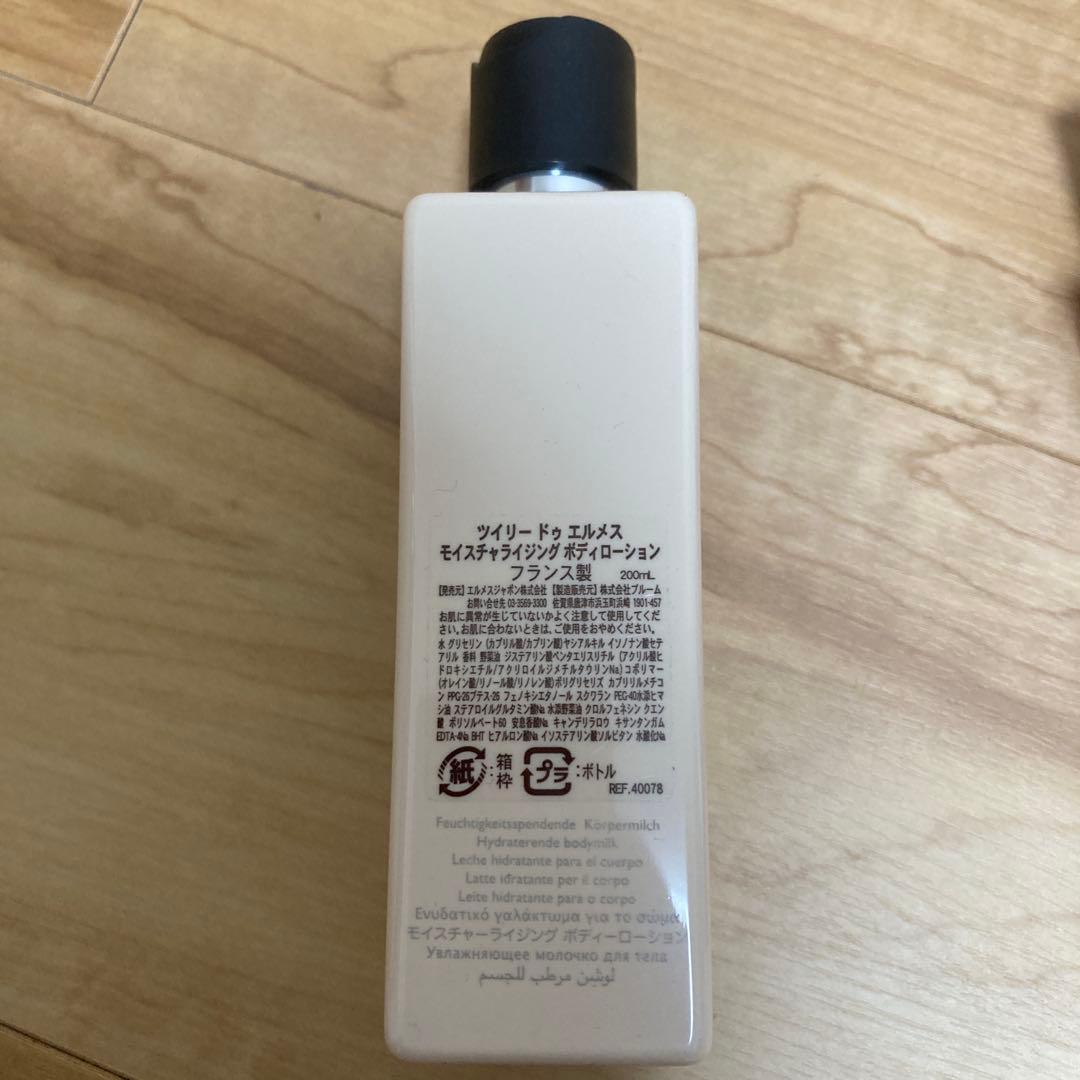 ツイリー ドゥ エルメス
モイスチャライジング ボディローション
フランス製 200mL
【発売元】エルメスジャポン株式会社 【製造販売元】株式会社ブルーム
お問い合せ先 03-3569-3300 佐賀県唐津市浜玉町浜崎 1901-457
お肌に異常が生じていないかよく注意して使用してくだ
さい。お肌に合わないときは、ご使用をおやめください。
水 グリセリン (カプリル酸/カプリン酸)ヤシアルキル イソノナン酸セテ
アリル 香料 野菜油 ジステアリン酸ペンタエリスリチル (アクリル酸ヒ
ドロキシエチル/アクリロイルジメチルタウリンNa)コポリマー
(オレイン酸/リノール酸/リノレン酸)ポリグリセリズ カプリリルメチコ
ン PPG-26ブテス-26 フェノキシエタノール スクワラン PEG-40水添ヒマ
シ油 ステアロイルグルタミン酸Na 水添野菜油 クロルフェネシン クエン
酸 ポリソルベート60 安息香酸Na キャンデリラロウ キサンタンガム
EDTA-4Na BHT ヒアルロン酸Na イソステアリン酸ソルビタン 水酸化Na
紙:箱 枠 プラ:ボトル
REF.40078
Feuchtigkeitsspendende Körpermilch
Hydraterende bodymilk
Leche hidratante para el cuerpo
Latte idratante per il corpo
Leite hidratante para o corpo
Ενυδατικό γαλάκτωμα για το σώμα
モイスチャーライジング ボディーローション
Увлажняющее молочко для тела
لوشين مرطب للجسم